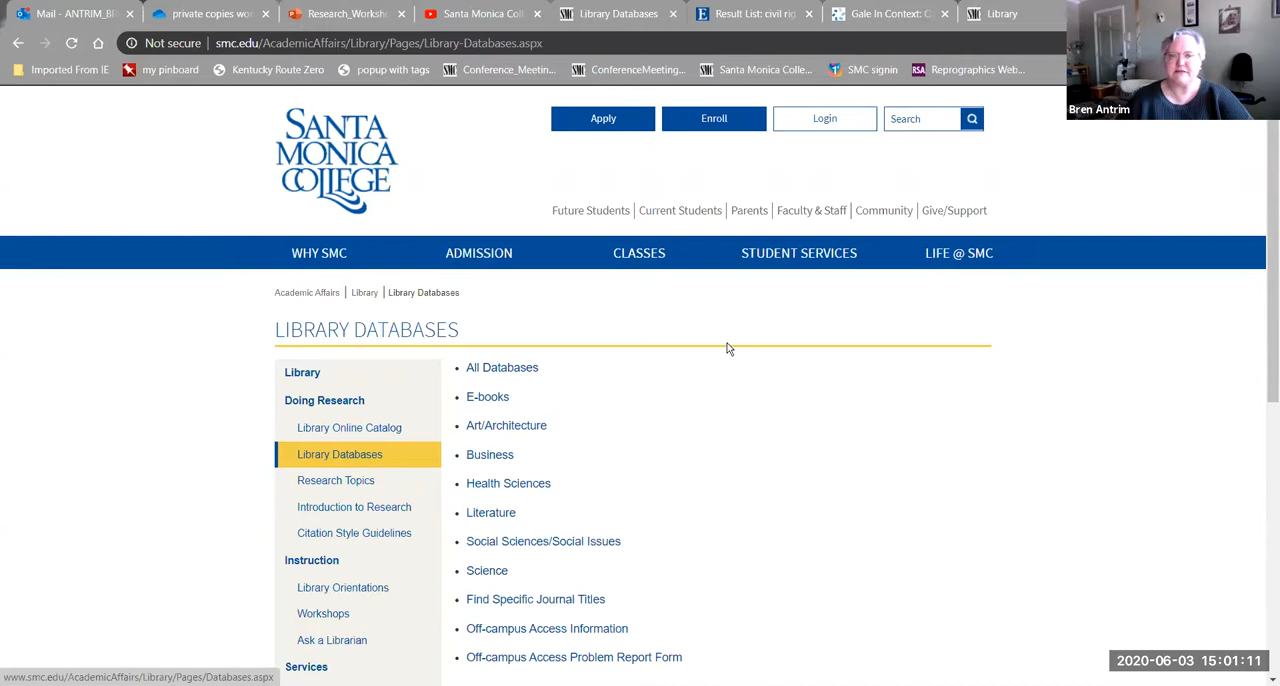 Mail - ANTRIM_BR
private copies wo
Research_Worksh
Santa Monica Coll
Library Databases
Result List: civil rig
Gale In Context: C
Library
Not secure
smc.edu/AcademicAffairs/Library/Pages/Library-Databases.aspx
Imported From IE
my pinboard
Kentucky Route Zero
popup with tags
Conference_Meetin...
ConferenceMeeting...
Santa Monica Colle...
SMC signin
Reprographics Web...
Bren Antrim
SANTA
MONICA
COLLEGE
Apply
Enroll
Login
Search
Future Students
Current Students
Parents
Faculty & Staff
Community
Give/Support
WHY SMC
ADMISSION
CLASSES
STUDENT SERVICES
LIFE @ SMC
Academic Affairs
Library
Library Databases
LIBRARY DATABASES
Library
Doing Research
Library Online Catalog
Library Databases
Research Topics
Introduction to Research
Citation Style Guidelines
Instruction
Library Orientations
Workshops
Ask a Librarian
Services
All Databases
E-books
Art/Architecture
Business
Health Sciences
Literature
Social Sciences/Social Issues
Science
Find Specific Journal Titles
Off-campus Access Information
Off-campus Access Problem Report Form
2020-06-03 15:01:11
www.smc.edu/AcademicAffairs/Library/Pages/Databases.aspx